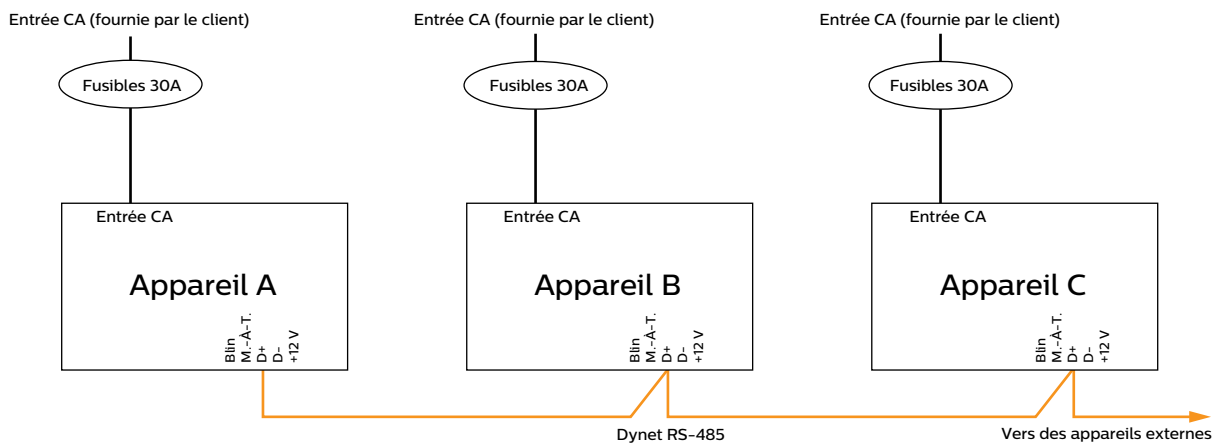 Entrée CA (fournie par le client)
Entrée CA (fournie par le client)
Entrée CA (fournie par le client)
Fusibles 30A
Fusibles 30A
Fusibles 30A
Entrée CA
Entrée CA
Entrée CA
Appareil A
Appareil B
Appareil C
Blin
M.-À-T.
D+
D-
+12 V
Blin
M.-À-T.
D+
D-
+12 V
Blin
M.-À-T.
D+
D-
+12 V
Dynet RS-485
Vers des appareils externes